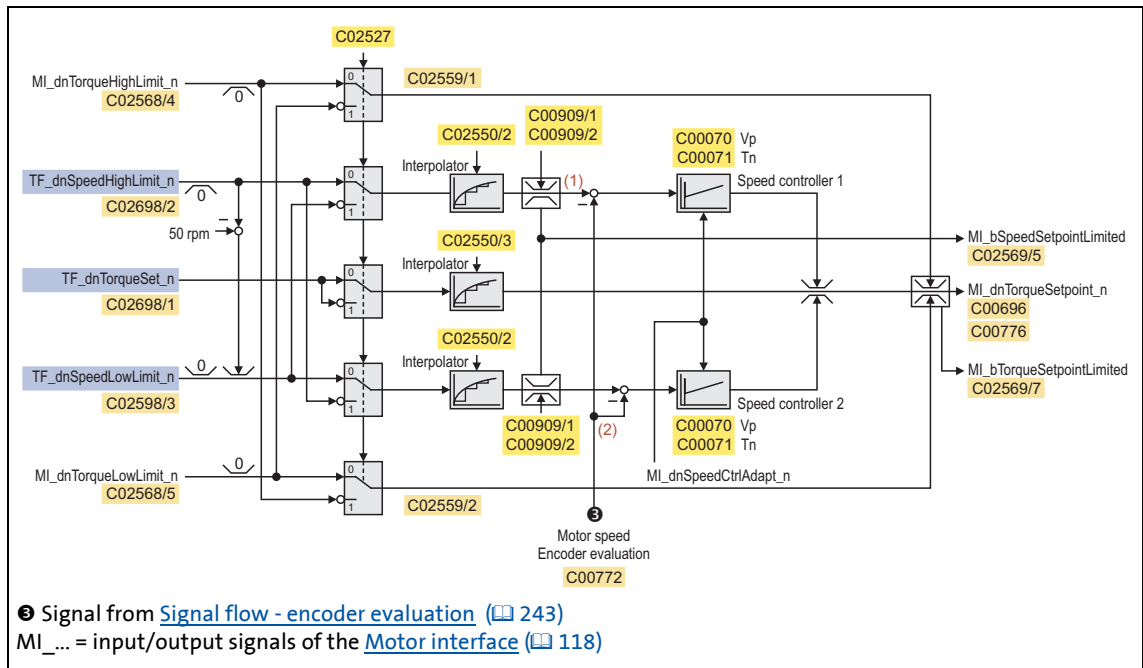 C02527
MI_dnTorqueHighLimit_n
C02568/4
0
0
1
C02559/1
C00909/1
C00909/2
C02550/2
Interpolator
C00070 Vp
C00071 Tn
Speed controller 1
TF_dnSpeedHighLimit_n
C02698/2
0
0
1
(1)
–
–
50 rpm
MI_bSpeedSetpointLimited
C02569/5
C02550/3
Interpolator
TF_dnTorqueSet_n
C02698/1
0
1
MI_dnTorqueSetpoint_n
C00696
C00776
C02550/2
Interpolator
TF_dnSpeedLowLimit_n
C02598/3
0
0
1
–
MI_bTorqueSetpointLimited
C02569/7
Speed controller 2
C00909/1
C00909/2
(2)
C00070 Vp
C00071 Tn
MI_dnTorqueLowLimit_n
C02568/5
0
0
1
C02559/2
MI_dnSpeedCtrlAdapt_n
❸
Motor speed
Encoder evaluation
C00772
❸ Signal from Signal flow - encoder evaluation (🕮 243)
MI_... = input/output signals of the Motor interface (🕮 118)